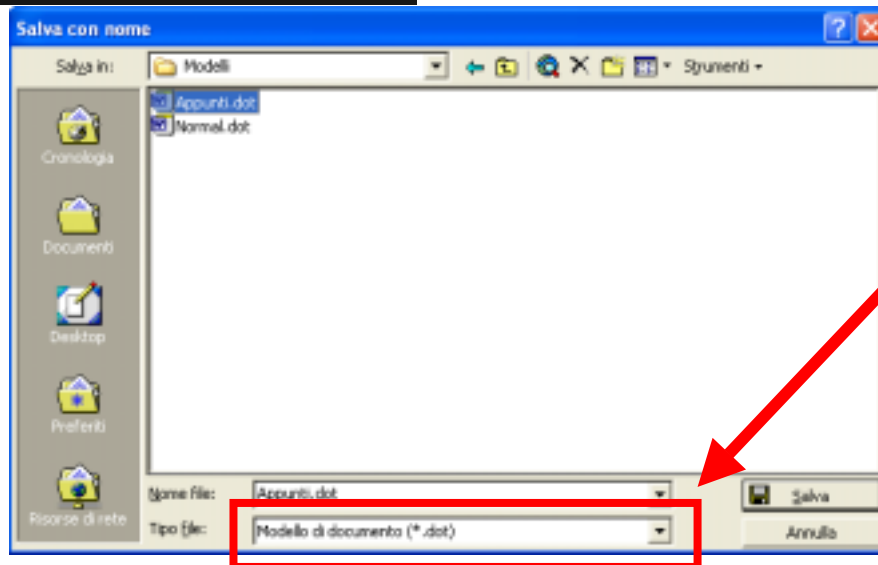 Salva con nome
Salva in:
Modelli
Strumenti
Appunti.dot
Normal.dot
Cronologia
Documenti
Desktop
Preferiti
Risorse di rete
Nome file:
Appunti.dot
Salva
Tipo file:
Modello di documento (*.dot)
Annulla